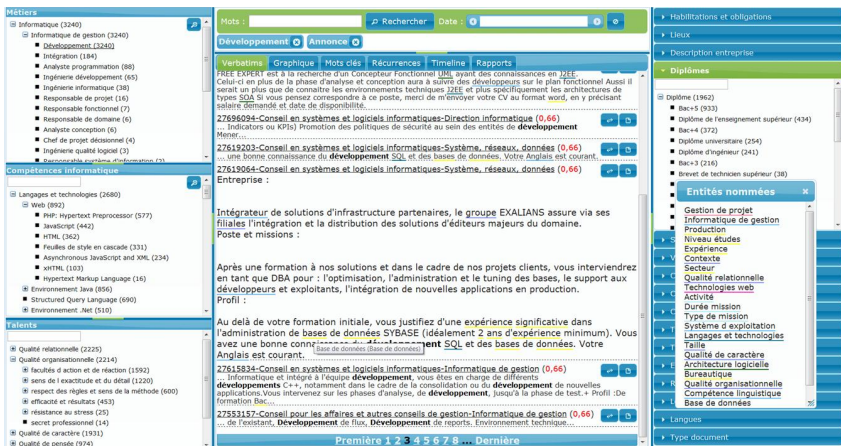 Métiers
Informatique (3240)
Informatique de gestion (3240)
Développement (3240)
Intégration (184)
Analyste programmation (88)
Ingénierie développement (65)
Ingénierie informatique (38)
Responsable de projet (16)
Responsable fonctionnel (7)
Responsable de domaine (6)
Analyste conception (6)
Chef de projet décisionnel (4)
Ingénierie qualité logiciel (3)
Responsable système d'information (2)
Compétences informatique
Langages et technologies (2680)
Web (892)
PHP: Hypertext Preprocessor (577)
JavaScript (442)
HTML (362)
Feuilles de style en cascade (331)
Asynchronous JavaScript and XML (234)
xHTML (103)
Hypertext Markup Language (16)
Environnement Java (856)
Structured Query Language (690)
Environnement .Net (510)
Talents
Qualité relationnelle (2225)
Qualité organisationnelle (2214)
facultés d action et de réaction (1592)
sens de l exactitude et du détail (1220)
respect des règles et sens de la méthode (600)
efficacité et résultats (653)
résistance au stress (25)
secret professionnel (14)
Qualité de caractère (1931)
Qualité de pensée (974)
Mots : Rechercher Date :
Développement Annonce
Verbatims Graphique Mots clés Récurrences Timeline Rapports
FREE EXPERT est à la recherche d'un Concepteur Fonctionnel UML ayant des connaissances en J2EE.
Celui-ci en plus de la phase d'analyse et conception aura à suivre des développeurs sur le plan fonctionnel Aussi il
serait un plus que de connaitre les environnements techniques J2EE et plus spécifiquement les architectures de
types SOA Si vous pensez correspondre à ce poste, merci de m'envoyer votre CV au format word, en y précisant
salaire demandé et date de disponibilité.
27696094-Conseil en systèmes et logiciels informatiques-Direction informatique (0,66)
... Indicators ou KPIs) Promotion des politiques de sécurité au sein des entités de développement
Mener...
27619203-Conseil en systèmes et logiciels informatiques-Système, réseaux, données (0,66)
... une bonne connaissance du développement SQL et des bases de données. Votre Anglais est courant.
27619064-Conseil en systèmes et logiciels informatiques-Système, réseaux, données (0,66)
Entreprise :
Intégrateur de solutions d'infrastructure partenaires, le groupe EXALIANS assure via ses
filiales l'intégration et la distribution des solutions d'éditeurs majeurs du domaine.
Poste et missions :
Après une formation à nos solutions et dans le cadre de nos projets clients, vous interviendrez
en tant que DBA pour : l'optimisation, l'administration et le tuning des bases, le support aux
développeurs et exploitants, l'intégration de nouvelles applications en production.
Profil :
Au delà de votre formation initiale, vous justifiez d'une expérience significative dans
l'administration de bases de données SYBASE (idéalement 2 ans d'expérience minimum). Vous
avez une bonne connaissance du développement SQL et des bases de données. Votre
Base de données (Base de données)
Anglais est courant.
27615834-Conseil en systèmes et logiciels informatiques-Informatique de gestion (0,66)
... Informatique et intégré à l'équipe développement, vous êtes en charge de différents
développements C++, notamment dans le cadre de la consolidation ou du développement de nouvelles
applications.Vous intervenez sur les phases d'analyse, de développement, jusqu'à la phase de test.+ Profil :De
formation Bac...
27553157-Conseil pour les affaires et autres conseils de gestion-Informatique de gestion (0,66)
... de l'existant, Développement de flux, Développement de reports. Environnement technique...
Première 1 2 3 4 5 6 7 8 ... Dernière
Habilitations et obligations
Lieux
Description entreprise
Diplômes
Diplôme (1962)
Bac+5 (933)
Diplôme de l'enseignement supérieur (434)
Bac+4 (372)
Diplôme universitaire (254)
Diplôme d'ingénieur (241)
Bac+3 (216)
Brevet de technicien supérieur (38)
Entités nommées
Gestion de projet
Informatique de gestion
Production
Niveau études
Expérience
Contexte
Secteur
Qualité relationnelle
Technologies web
Activité
Durée mission
Type de mission
Système d exploitation
Langages et technologies
Taille
Qualité de caractère
Architecture logicielle
Bureautique
Qualité organisationnelle
Compétence linguistique
Base de données
Langues
Type document